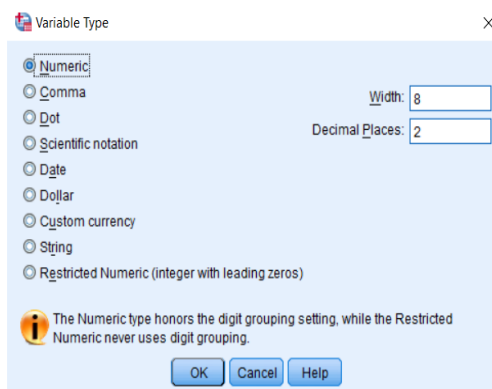 Variable Type
Numeric
Comma
Width: 8
Dot
Decimal Places: 2
Scientific notation
Date
Dollar
Custom currency
String
Restricted Numeric (integer with leading zeros)
The Numeric type honors the digit grouping setting, while the Restricted
Numeric never uses digit grouping.
OK Cancel Help